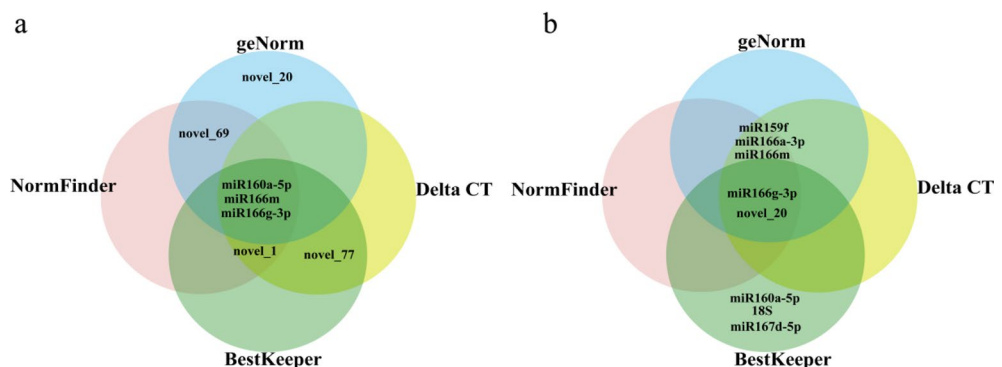 a
geNorm
novel_20
novel_69
NormFinder
miR160a-5p
miR166m
miR166g-3p
Delta CT
novel_1
novel_77
BestKeeper
b
geNorm
miR159f
miR166a-3p
miR166m
NormFinder
miR166g-3p
novel_20
Delta CT
miR160a-5p
18S
miR167d-5p
BestKeeper